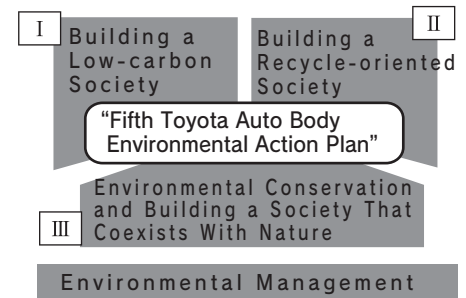 Ⅰ
Building a
Low-carbon
Society
Ⅱ
Building a
Recycle-oriented
Society
“Fifth Toyota Auto Body
Environmental Action Plan”
Ⅲ
Environmental Conservation
and Building a Society That
Coexists With Nature
Environmental Management